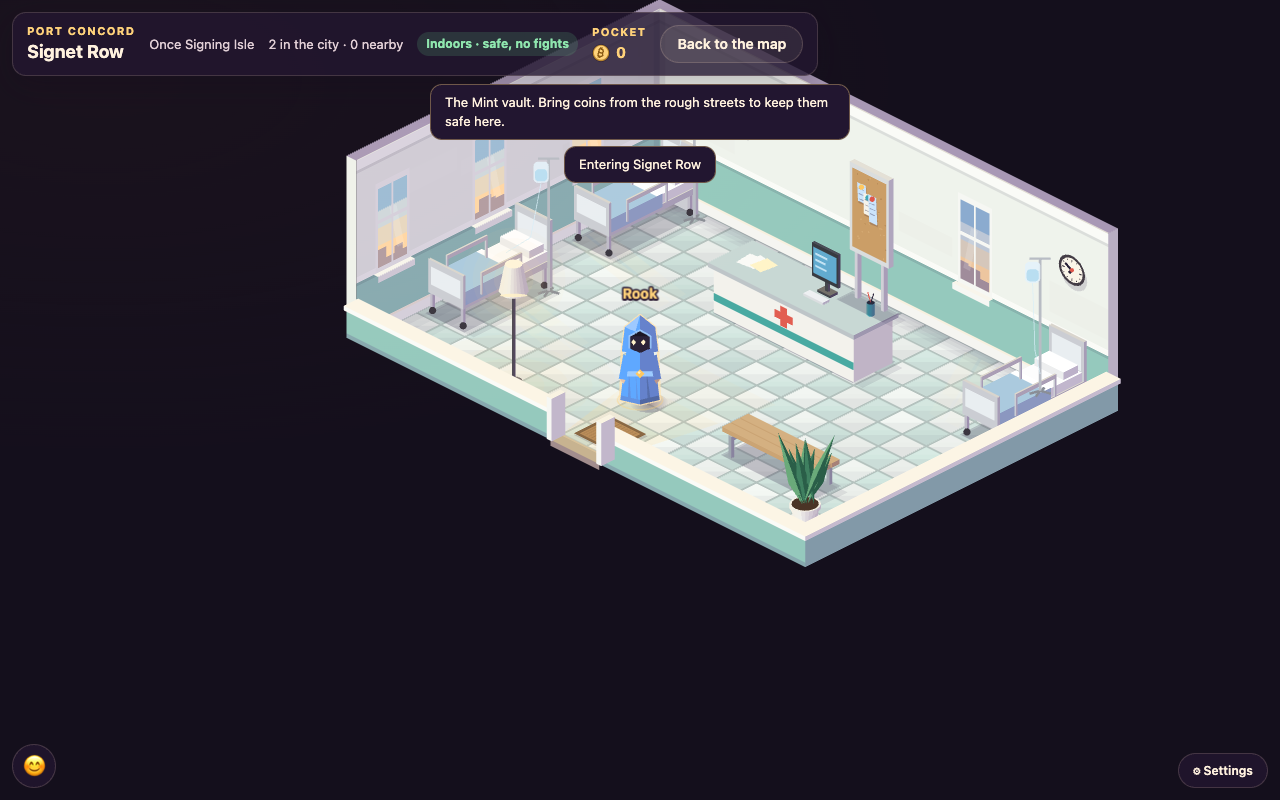 PORT CONCORD
Signet Row
Once Signing Isle
2 in the city · 0 nearby
Indoors · safe, no fights
POCKET
0
Back to the map
The Mint vault. Bring coins from the rough streets to keep them
safe here.
Entering Signet Row
Rook
Settings